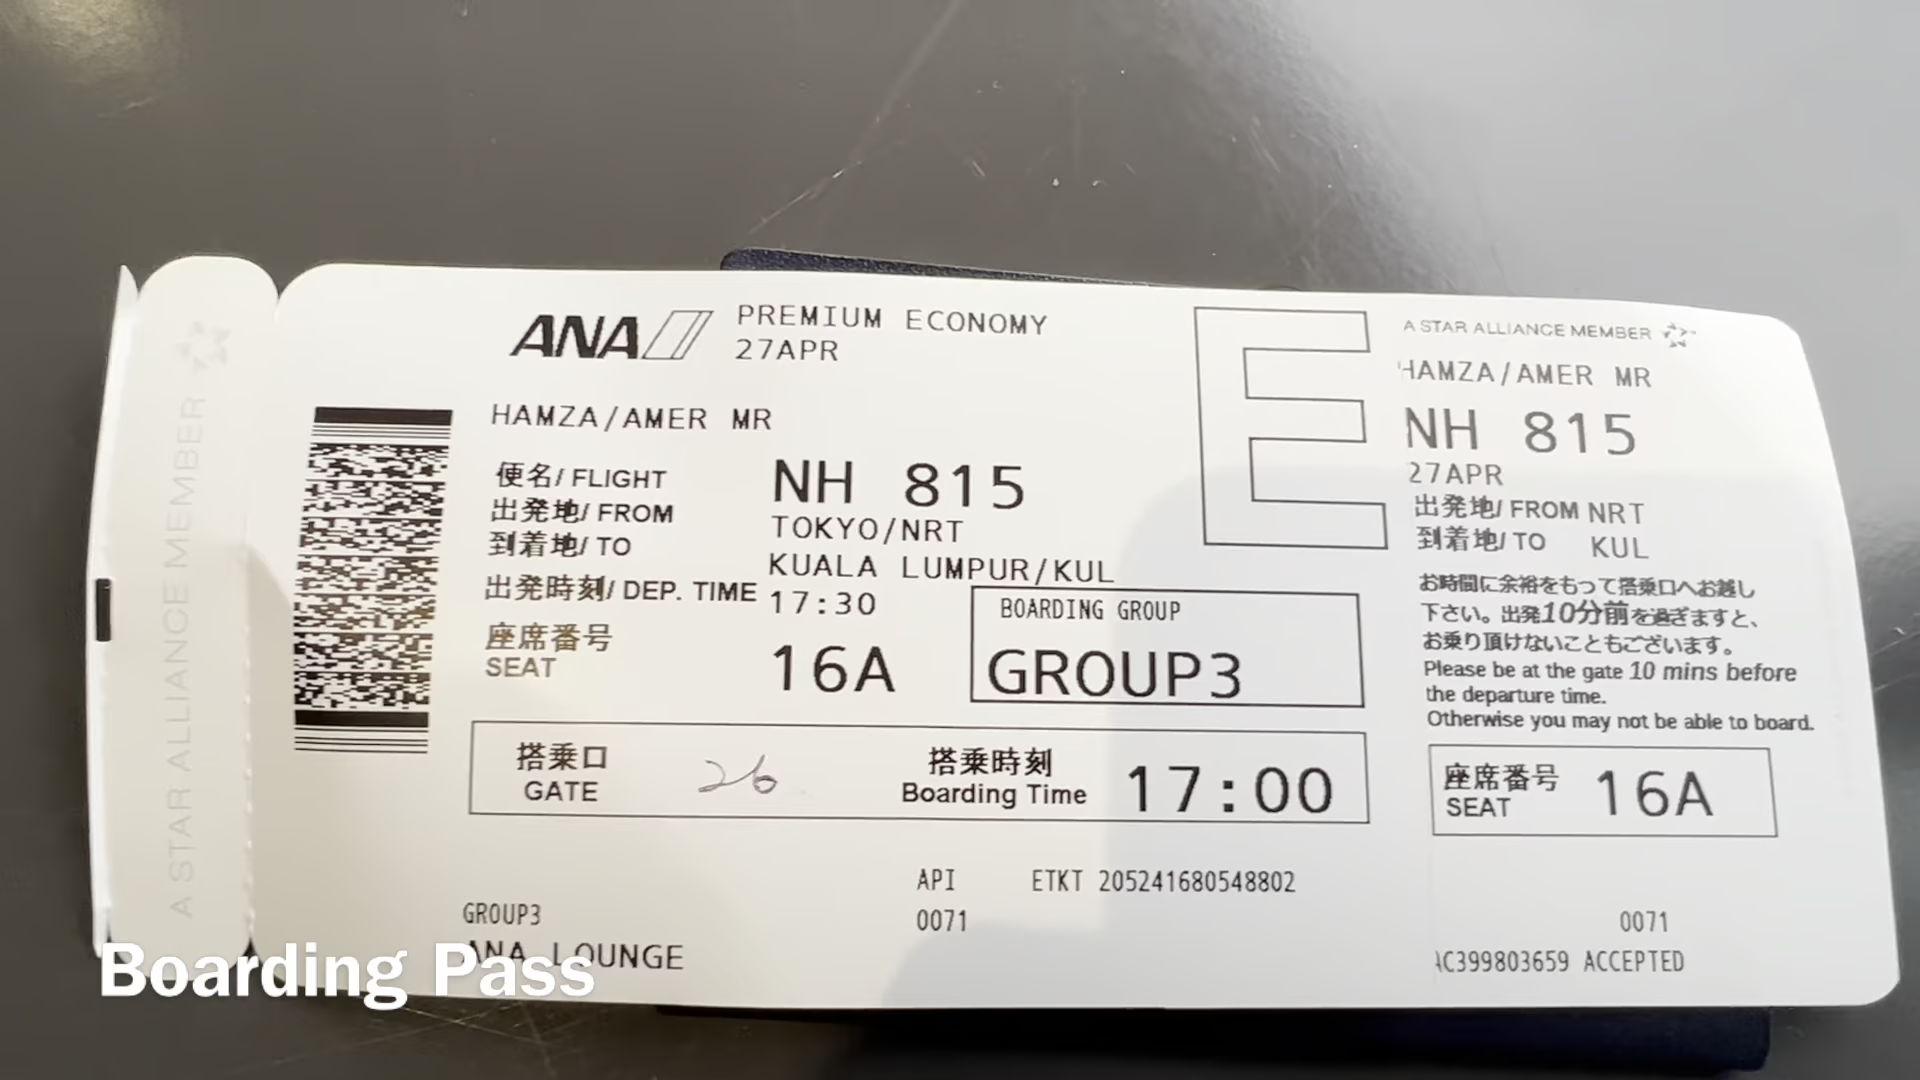 A STAR ALLIANCE MEMBER
ANA
PREMIUM ECONOMY
27APR
HAMZA/AMER MR
便名/ FLIGHT NH 815
出発地/ FROM TOKYO/NRT
到着地/ TO KUALA LUMPUR/KUL
出発時刻/ DEP. TIME 17:30
座席番号
SEAT 16A
BOARDING GROUP
GROUP3
搭乗口
GATE 26
搭乗時刻
Boarding Time 17:00
API ETKT 205241680548802
GROUP3 0071
ANA LOUNGE
E
A STAR ALLIANCE MEMBER
HAMZA/AMER MR
NH 815
27APR
出発地/ FROM NRT
到着地/ TO KUL
お時間に余裕をもって搭乗口へお越し
下さい。出発10分前を過ぎますと、
お乗り頂けないこともございます。
Please be at the gate 10 mins before
the departure time.
Otherwise you may not be able to board.
座席番号
SEAT 16A
0071
AC399803659 ACCEPTED
Boarding Pass